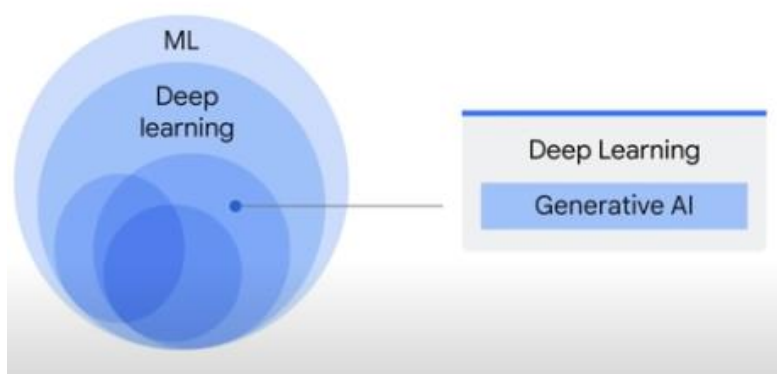 ML
Deep
learning
Deep Learning
Generative AI